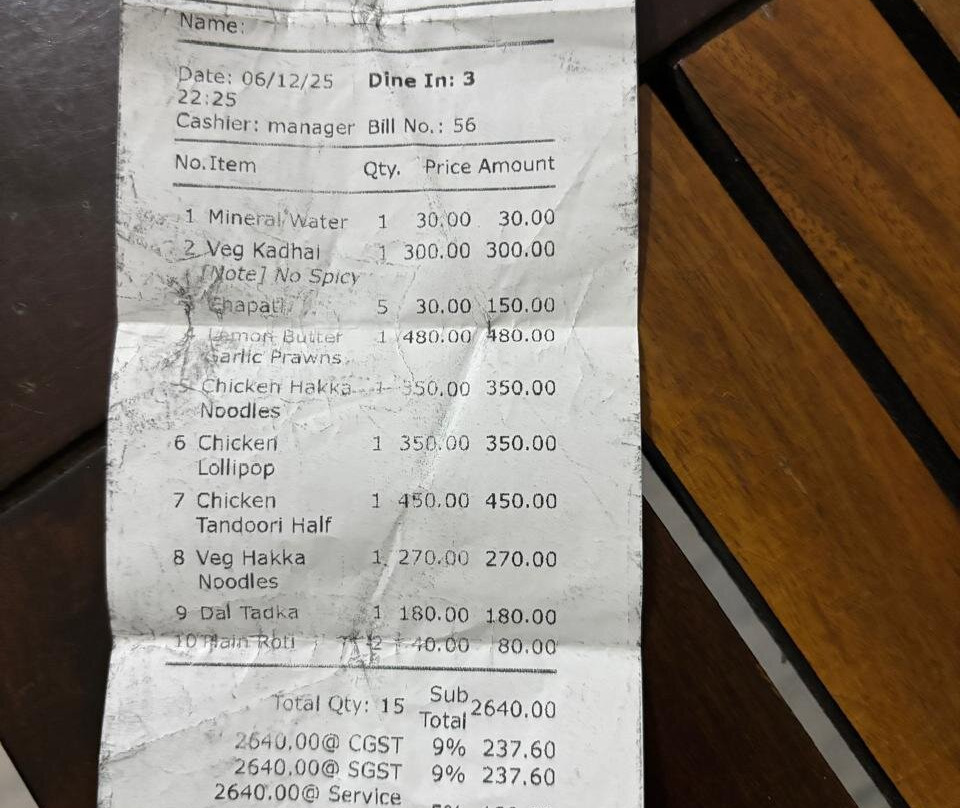 Name:
Date: 06/12/25 Dine In: 3
22:25
Cashier: manager Bill No.: 56
No.Item Qty. Price Amount
1 Mineral Water 1 30.00 30.00
2 Veg Kadhai 1 300.00 300.00
[Note] No Spicy
Chapati 5 30.00 150.00
Lemon Butter 1 480.00 480.00
Garlic Prawns
5 Chicken Hakka 1 350.00 350.00
Noodles
6 Chicken 1 350.00 350.00
Lollipop
7 Chicken 1 450.00 450.00
Tandoori Half
8 Veg Hakka 1 270.00 270.00
Noodles
9 Dal Tadka 1 180.00 180.00
10 Plain Roti 2 40.00 80.00
Total Qty: 15 Sub Total 2640.00
2640.00@ CGST 9% 237.60
2640.00@ SGST 9% 237.60
2640.00@ Service